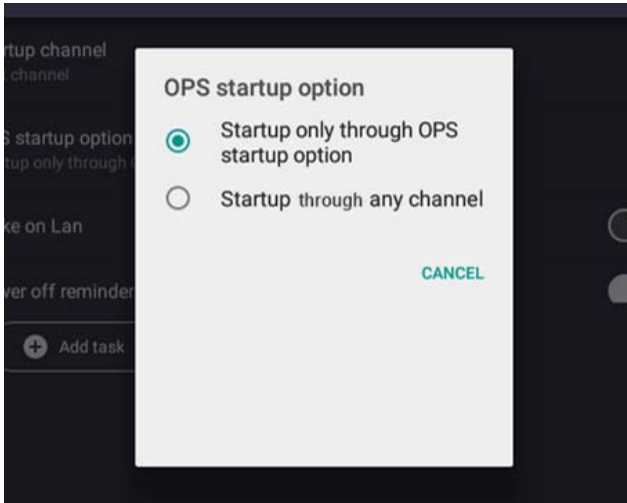 rtup channel
channel
OPS startup option
Startup only through OPS
startup option
S startup option
tup only through
Startup through any channel
ke on Lan
CANCEL
ver off reminder
Add task